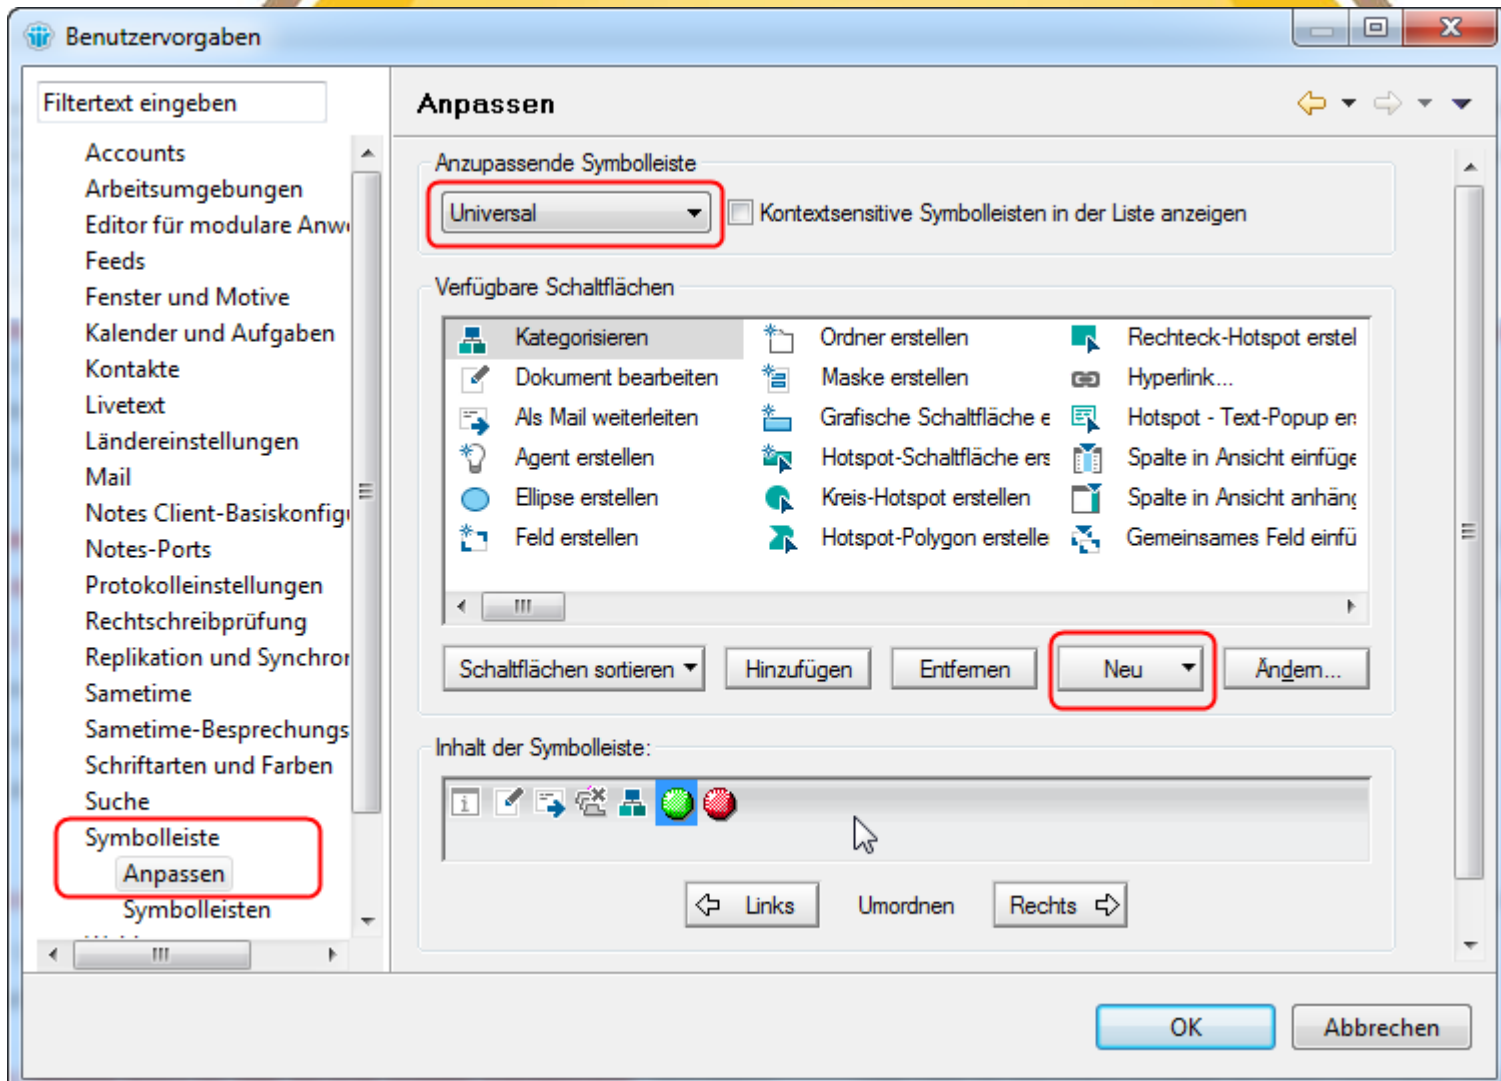 Benutzervorgaben
Filtertext eingeben
Accounts
Arbeitsumgebungen
Editor für modulare Anw
Feeds
Fenster und Motive
Kalender und Aufgaben
Kontakte
Livetext
Ländereinstellungen
Mail
Notes Client-Basiskonfig
Notes-Ports
Protokolleinstellungen
Rechtschreibprüfung
Replikation und Synchror
Sametime
Sametime-Besprechungs
Schriftarten und Farben
Suche
Symbolleiste
Anpassen
Symbolleisten
Anpassen
Anzupassende Symbolleiste
Universal
Kontextsensitive Symbolleisten in der Liste anzeigen
Verfügbare Schaltflächen
Kategorisieren Ordner erstellen Rechteck-Hotspot erstel
Dokument bearbeiten Maske erstellen Hyperlink...
Als Mail weiterleiten Grafische Schaltfläche e Hotspot - Text-Popup er
Agent erstellen Hotspot-Schaltfläche ers Spalte in Ansicht einfüge
Ellipse erstellen Kreis-Hotspot erstellen Spalte in Ansicht anhäng
Feld erstellen Hotspot-Polygon erstelle Gemeinsames Feld einfü
Schaltflächen sortieren Hinzufügen Entfernen Neu Ändern...
Inhalt der Symbolleiste:
Links Umordnen Rechts
OK Abbrechen